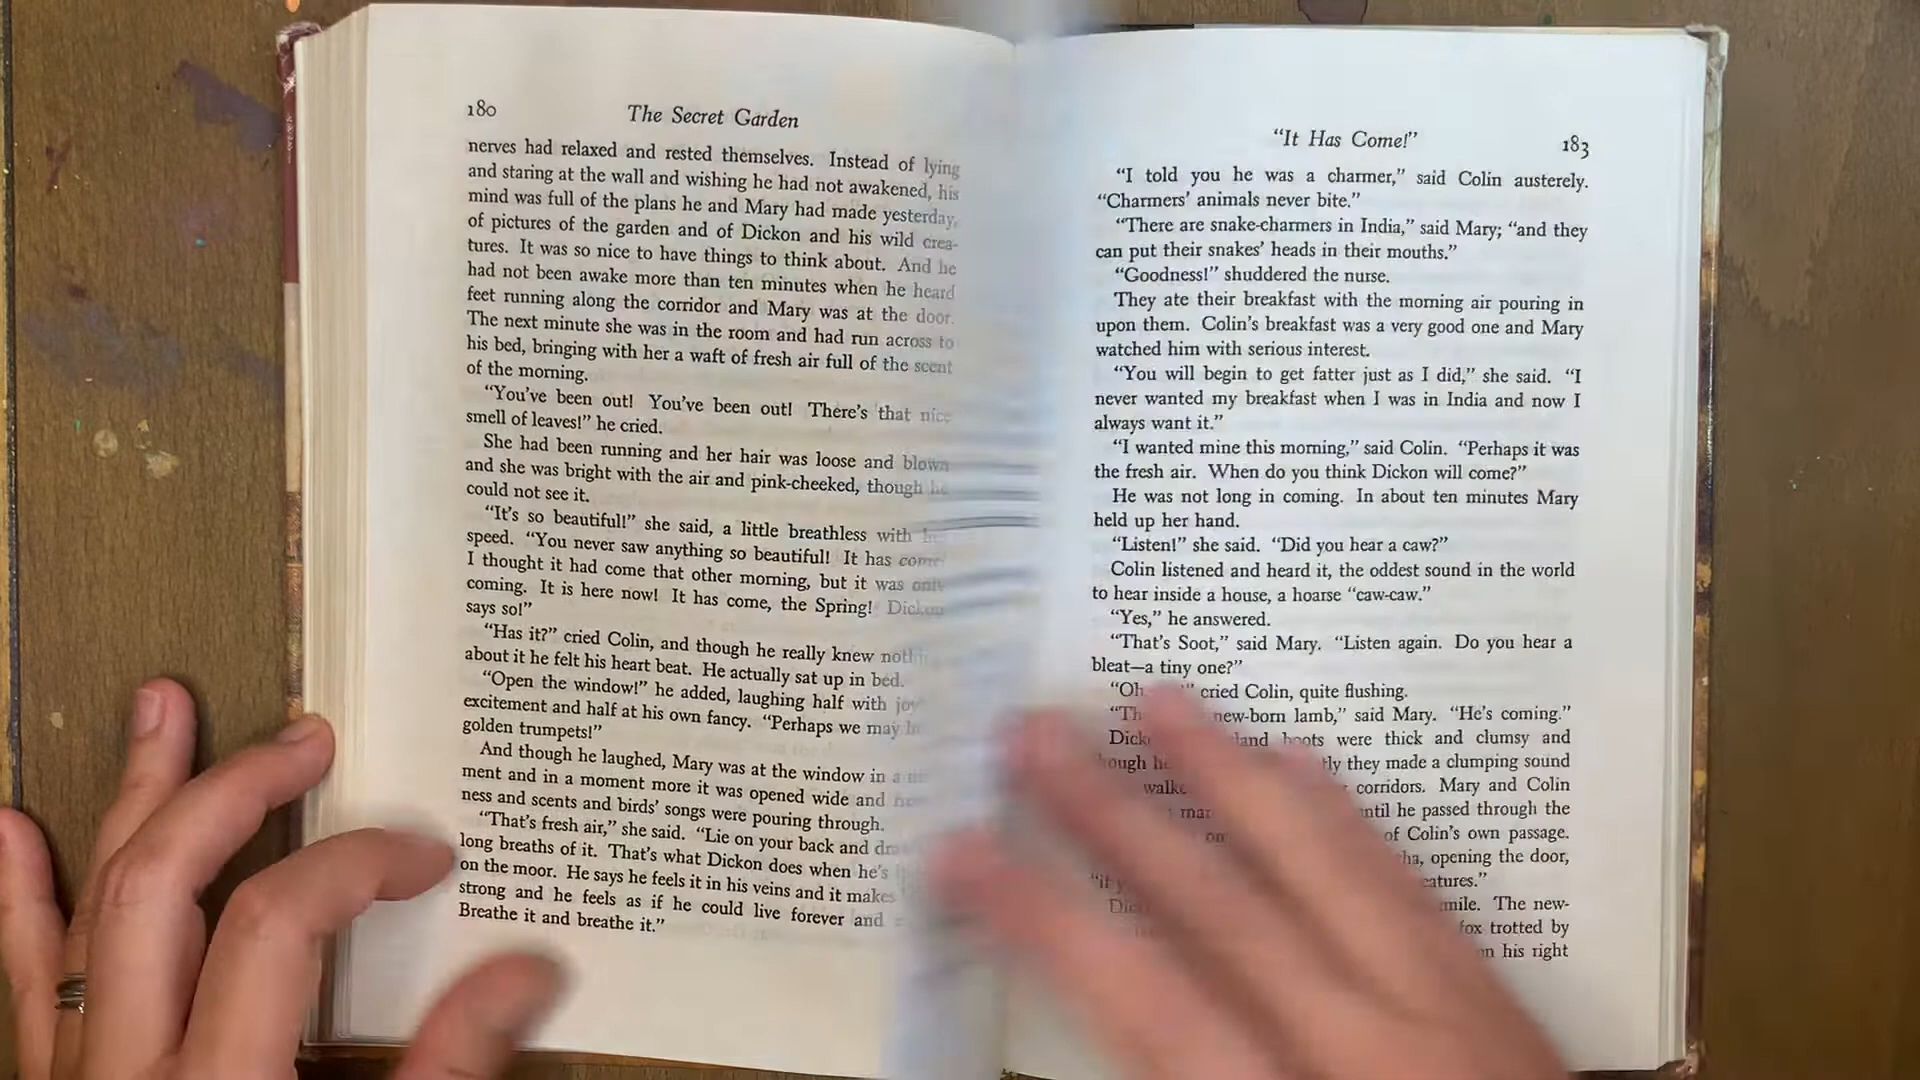 180
The Secret Garden
nerves had relaxed and rested themselves. Instead of lying
and staring at the wall and wishing he had not awakened, his
mind was full of the plans he and Mary had made yesterday,
of pictures of the garden and of Dickon and his wild crea-
tures. It was so nice to have things to think about. And he
had not been awake more than ten minutes when he heard
feet running along the corridor and Mary was at the door.
The next minute she was in the room and had run across to
his bed, bringing with her a waft of fresh air full of the scent
of the morning.
“You’ve been out! You’ve been out! There’s that nice
smell of leaves!” he cried.
She had been running and her hair was loose and blown
and she was bright with the air and pink-cheeked, though he
could not see it.
“It’s so beautiful!” she said, a little breathless with
speed. “You never saw anything so beautiful! It has come!
I thought it had come that other morning, but it was only
coming. It is here now! It has come, the Spring! Dickon
says so!”
“Has it?” cried Colin, and though he really knew
about it he felt his heart beat. He actually sat up in bed.
“Open the window!” he added, laughing half with
excitement and half at his own fancy. “Perhaps we may
golden trumpets!”
And though he laughed, Mary was at the window in a
ment and in a moment more it was opened wide and
ness and scents and birds’ songs were pouring through.
“That’s fresh air,” she said. “Lie on your back and
long breaths of it. That’s what Dickon does when he’s
on the moor. He says he feels it in his veins and it makes
strong and he feels as if he could live forever and
Breathe it and breathe it.”
“It Has Come!”
183
“I told you he was a charmer,” said Colin austerely.
“Charmers’ animals never bite.”
“There are snake-charmers in India,” said Mary; “and they
can put their snakes’ heads in their mouths.”
“Goodness!” shuddered the nurse.
They ate their breakfast with the morning air pouring in
upon them. Colin’s breakfast was a very good one and Mary
watched him with serious interest.
“You will begin to get fatter just as I did,” she said. “I
never wanted my breakfast when I was in India and now I
always want it.”
“I wanted mine this morning,” said Colin. “Perhaps it was
the fresh air. When do you think Dickon will come?”
He was not long in coming. In about ten minutes Mary
held up her hand.
“Listen!” she said. “Did you hear a caw?”
Colin listened and heard it, the oddest sound in the world
to hear inside a house, a hoarse “caw-caw.”
“Yes,” he answered.
“That’s Soot,” said Mary. “Listen again. Do you hear a
bleat—a tiny one?”
“Oh, cried Colin, quite flushing.
new-born lamb,” said Mary. “He’s coming.”
boots were thick and clumsy and
they made a clumping sound
corridors. Mary and Colin
until he passed through the
of Colin’s own passage.
opening the door,
mile. The new-
fox trotted by
on his right